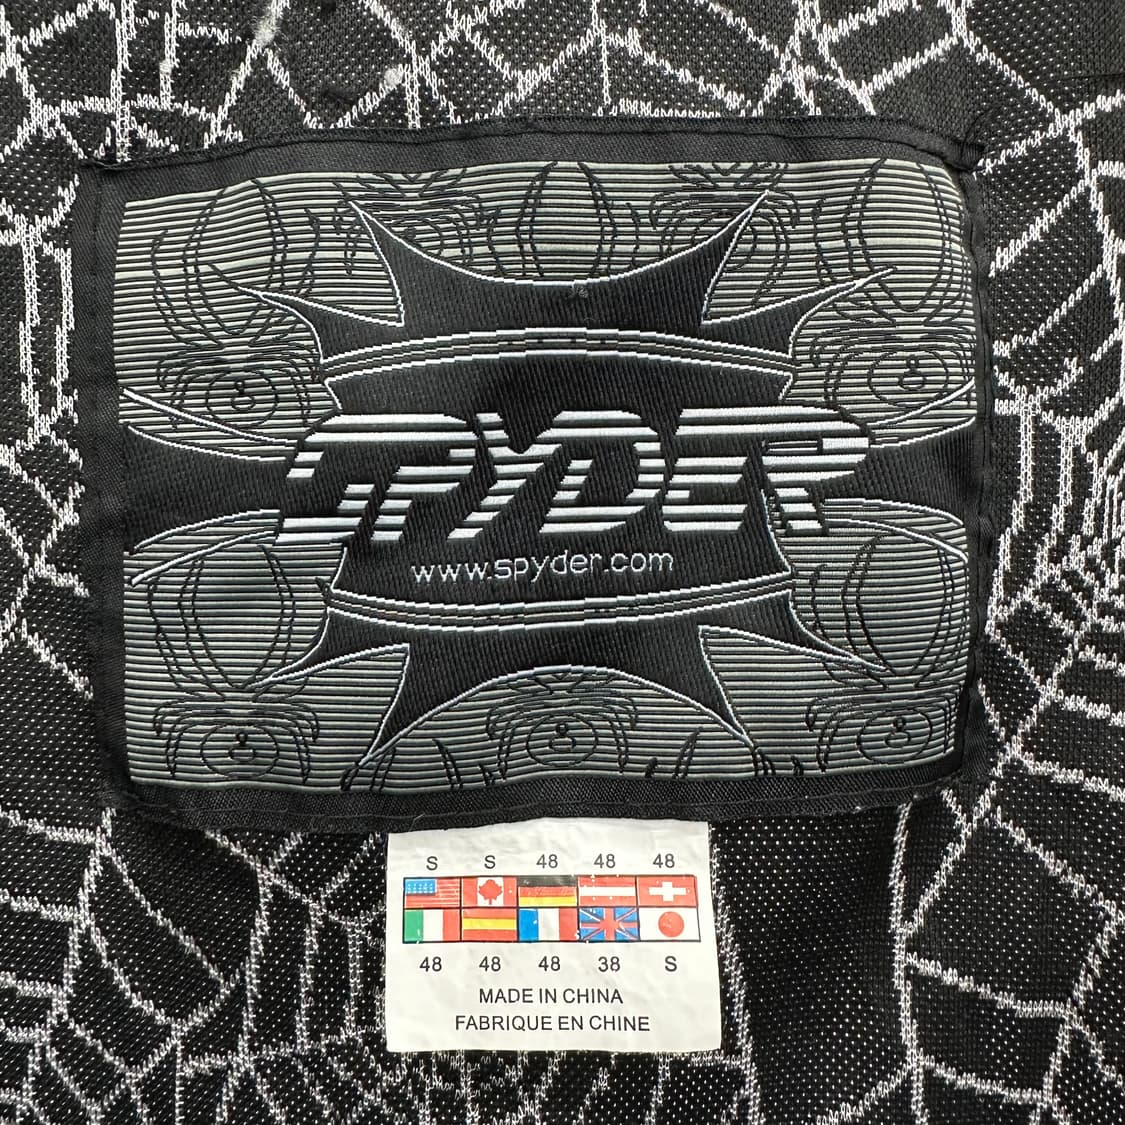 SPYDER
www.spyder.com
S S 48 48 48
48 48 48 38 S
MADE IN CHINA
FABRIQUE EN CHINE